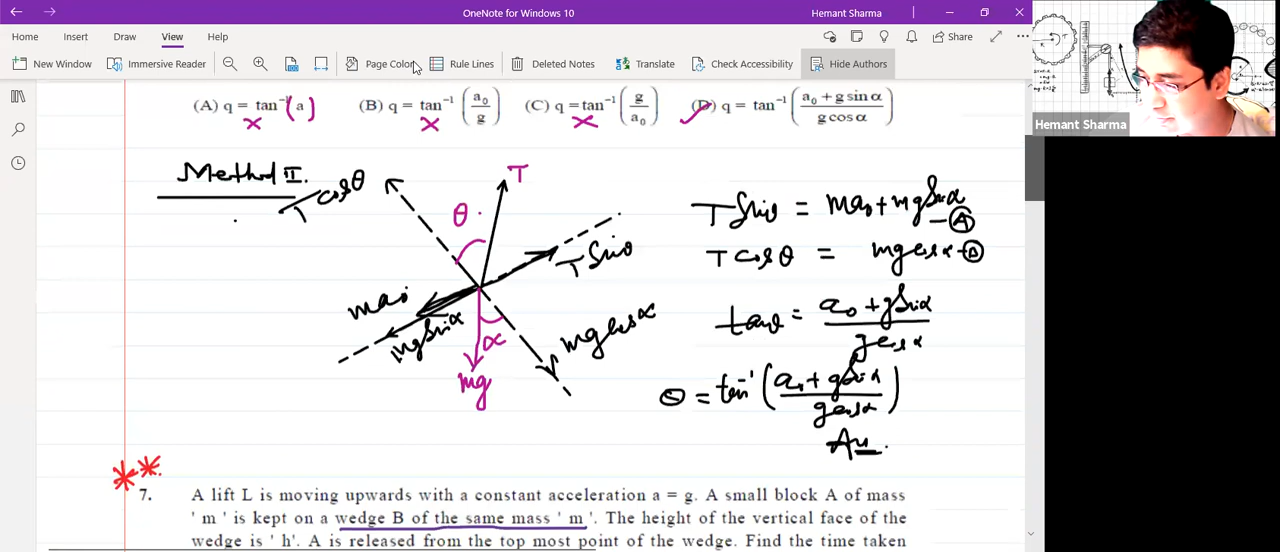 OneNote for Windows 10
Hemant Sharma
Home Insert Draw View Help
Share
New Window Immersive Reader Page Color Rule Lines Deleted Notes Translate Check Accessibility Hide Authors
(A) q = tan⁻¹(a) (B) q = tan⁻¹(a₀/g) (C) q = tan⁻¹(g/a₀) (D) q = tan⁻¹((a₀ + g sin α)/(g cos α))
Hemant Sharma
Method II.
T cosθ
T
θ
T Sinθ
ma₀
mg Sinα
α
mg cosα
mg
T Sinθ = ma₀ + mg Sinα –(A)
T cosθ = mg cosα –(B)
tanθ = (a₀ + g Sinα)/(g cosα)
θ = tan⁻¹((a₀ + g Sinα)/(g cosα))
**
7. A lift L is moving upwards with a constant acceleration a = g. A small block A of mass
' m ' is kept on a wedge B of the same mass ' m '. The height of the vertical face of the
wedge is ' h'. A is released from the top most point of the wedge. Find the time taken